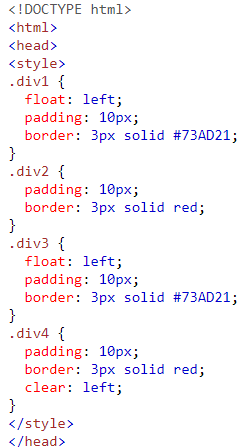 <!DOCTYPE html>
<html>
<head>
<style>
.div1 {
  float: left;
  padding: 10px;
  border: 3px solid #73AD21;
}
.div2 {
  padding: 10px;
  border: 3px solid red;
}
.div3 {
  float: left;
  padding: 10px;
  border: 3px solid #73AD21;
}
.div4 {
  padding: 10px;
  border: 3px solid red;
  clear: left;
}
</style>
</head>